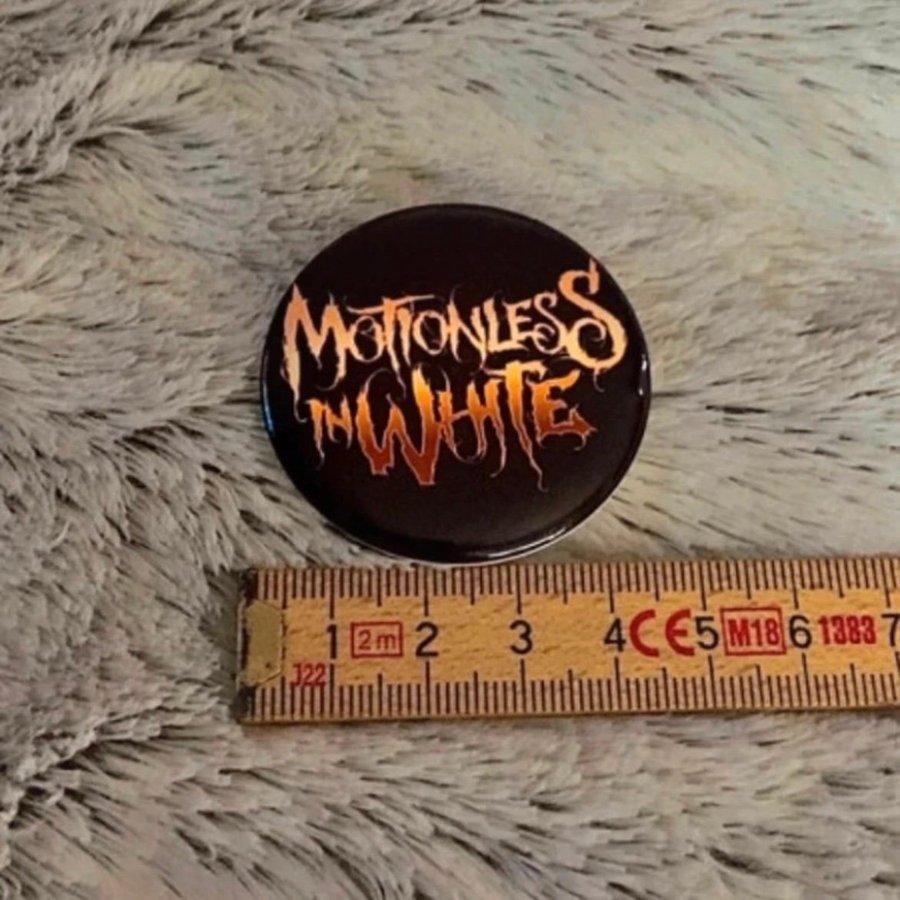 MOTIONLESS
IN WHITE
1 2m 2 3 4 CE 5 M18 6 1383 7
J22